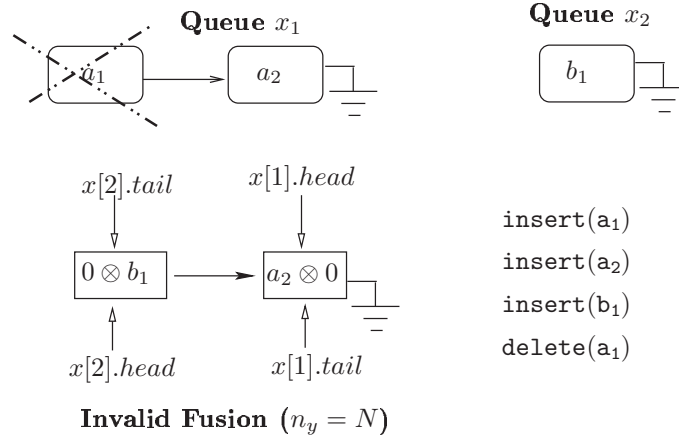 Queue x₁
Queue x₂
a₁
a₂
b₁
x[2].tail
x[1].head
0 ⊗ b₁
a₂ ⊗ 0
x[2].head
x[1].tail
insert(a₁)
insert(a₂)
insert(b₁)
delete(a₁)
Invalid Fusion (n_y = N)